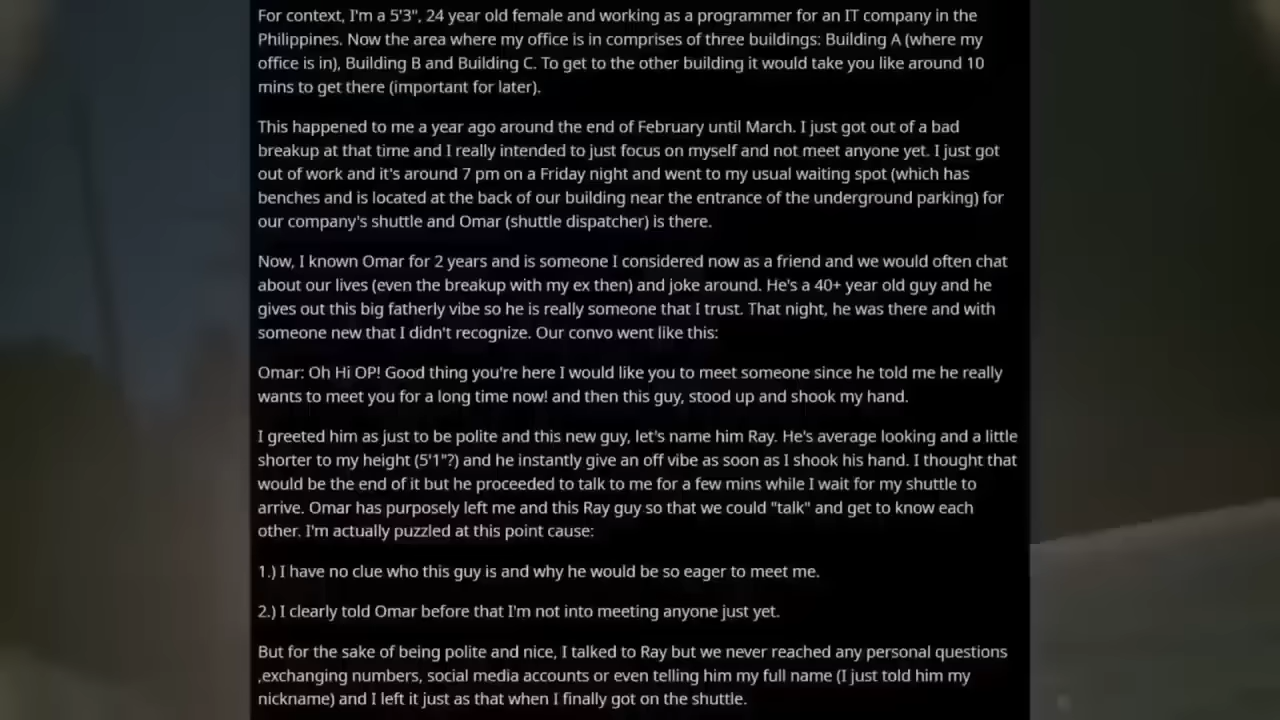 For context, I'm a 5'3", 24 year old female and working as a programmer for an IT company in the
Philippines. Now the area where my office is in comprises of three buildings: Building A (where my
office is in), Building B and Building C. To get to the other building it would take you like around 10
mins to get there (important for later).
This happened to me a year ago around the end of February until March. I just got out of a bad
breakup at that time and I really intended to just focus on myself and not meet anyone yet. I just got
out of work and it's around 7 pm on a Friday night and went to my usual waiting spot (which has
benches and is located at the back of our building near the entrance of the underground parking) for
our company's shuttle and Omar (shuttle dispatcher) is there.
Now, I known Omar for 2 years and is someone I considered now as a friend and we would often chat
about our lives (even the breakup with my ex then) and joke around. He's a 40+ year old guy and he
gives out this big fatherly vibe so he is really someone that I trust. That night, he was there and with
someone new that I didn't recognize. Our convo went like this:
Omar: Oh Hi OP! Good thing you're here I would like you to meet someone since he told me he really
wants to meet you for a long time now! and then this guy, stood up and shook my hand.
I greeted him as just to be polite and this new guy, let's name him Ray. He's average looking and a little
shorter to my height (5'1"?) and he instantly give an off vibe as soon as I shook his hand. I thought that
would be the end of it but he proceeded to talk to me for a few mins while I wait for my shuttle to
arrive. Omar has purposely left me and this Ray guy so that we could "talk" and get to know each
other. I'm actually puzzled at this point cause:
1.) I have no clue who this guy is and why he would be so eager to meet me.
2.) I clearly told Omar before that I'm not into meeting anyone just yet.
But for the sake of being polite and nice, I talked to Ray but we never reached any personal questions
,exchanging numbers, social media accounts or even telling him my full name (I just told him my
nickname) and I left it just as that when I finally got on the shuttle.